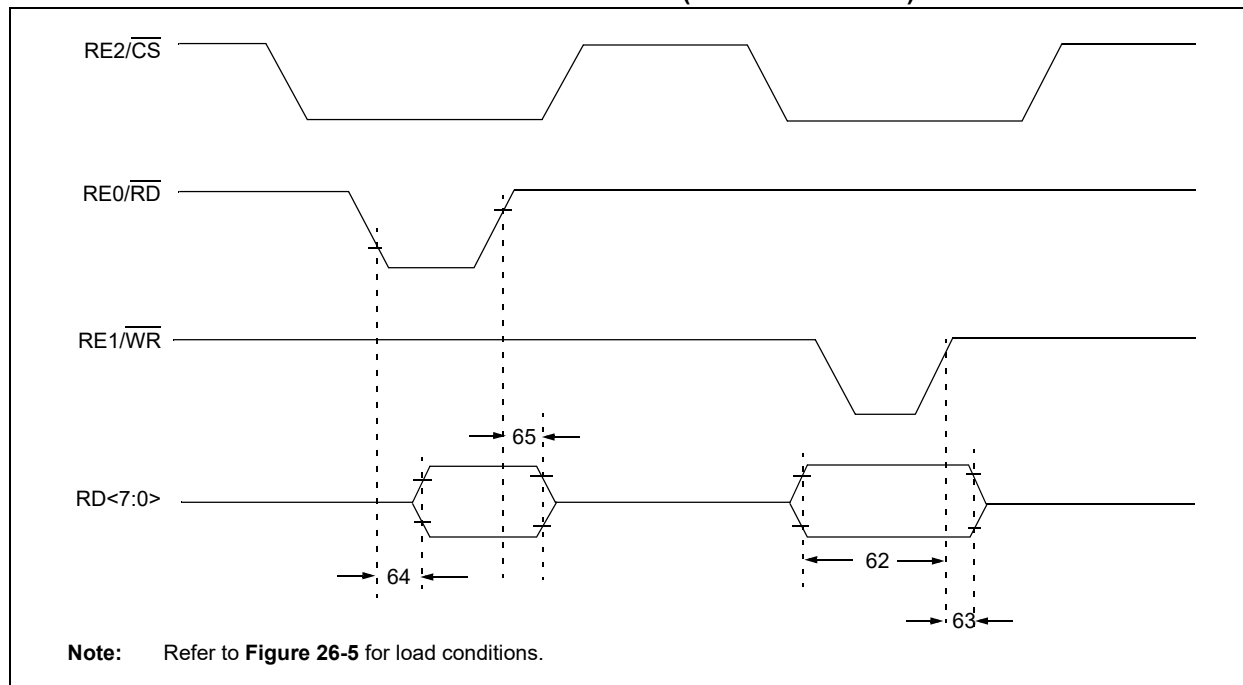 RE2/CS
RE0/RD
RE1/WR
65
RD<7:0>
62
64
63
Note: Refer to Figure 26-5 for load conditions.